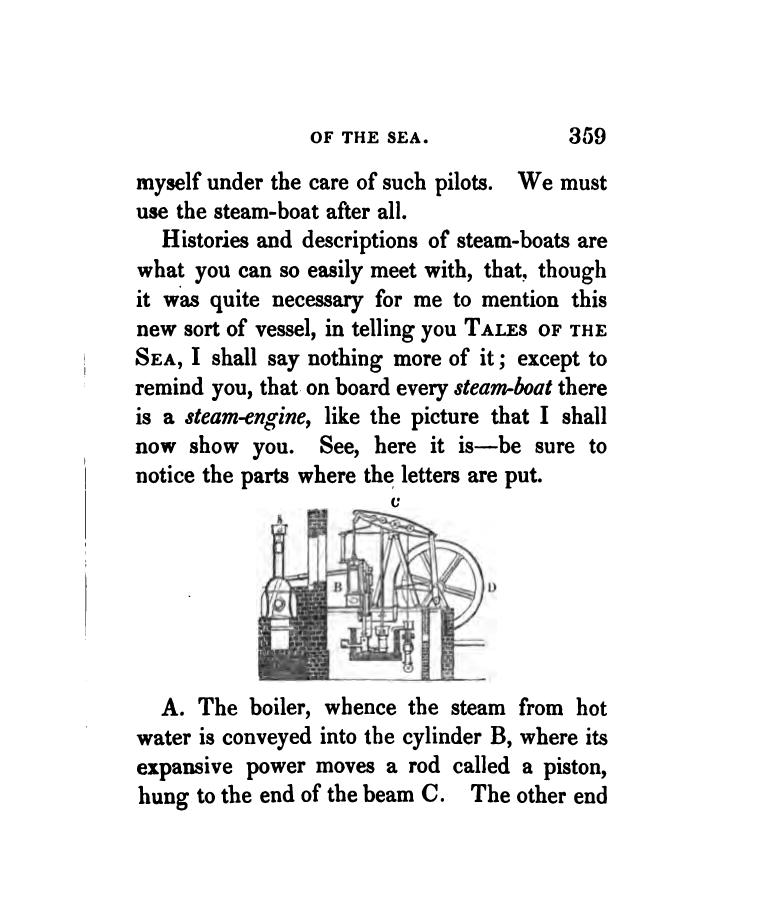 OF THE SEA. 359
myself under the care of such pilots. We must
use the steam-boat after all.
Histories and descriptions of steam-boats are
what you can so easily meet with, that, though
it was quite necessary for me to mention this
new sort of vessel, in telling you TALES OF THE
SEA, I shall say nothing more of it; except to
remind you, that on board every steam-boat there
is a steam-engine, like the picture that I shall
now show you. See, here it is—be sure to
notice the parts where the letters are put.
C
B
D
A. The boiler, whence the steam from hot
water is conveyed into the cylinder B, where its
expansive power moves a rod called a piston,
hung to the end of the beam C. The other end